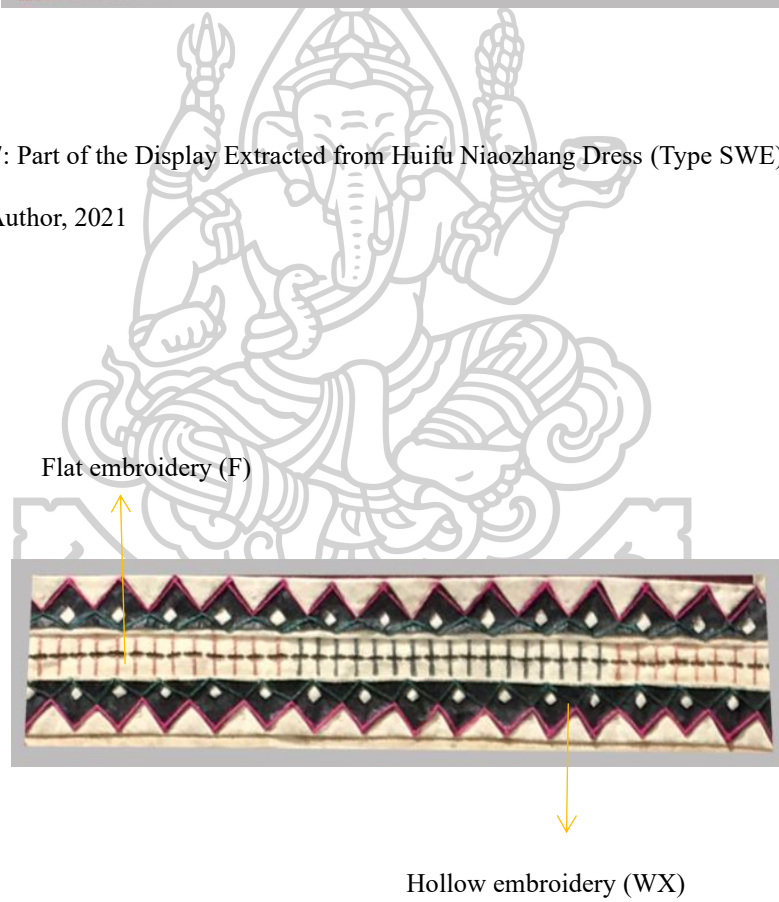 : Part of the Display Extracted from Huifu Niaozhang Dress (Type SWE)
Author, 2021
Flat embroidery (F)
Hollow embroidery (WX)